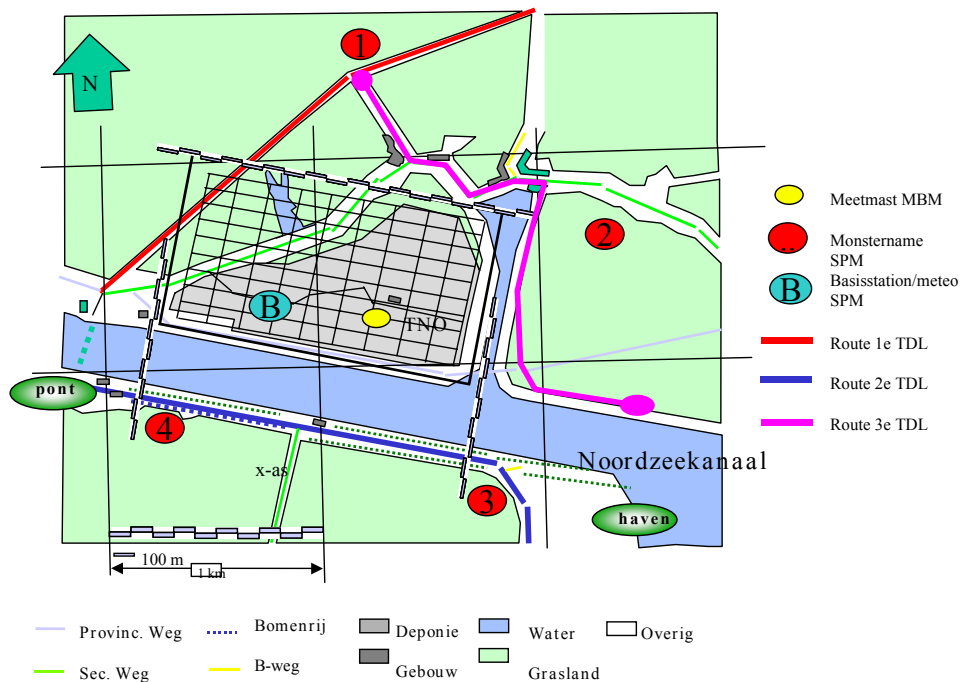 1
N
Meetmast MBM
2
Monstername
SPM
..
Basisstation/meteo
SPM
B
B
TNO
Route 1e TDL
Route 2e TDL
pont
Route 3e TDL
4
Noordzeekanaal
x-as
3
haven
100 m
1 km
Provinc. Weg
Bomenrij
Deponie
Water
Overig
Sec. Weg
B-weg
Gebouw
Grasland